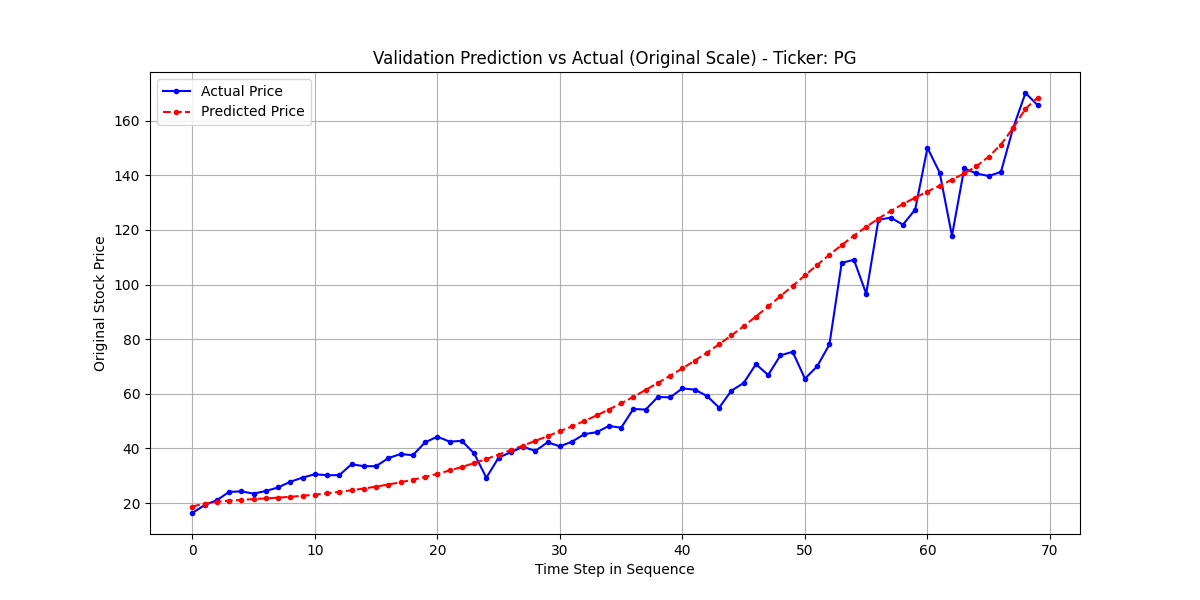 Validation Prediction vs Actual (Original Scale) - Ticker: PG
Actual Price
Predicted Price
Original Stock Price
160
140
120
100
80
60
40
20
0 10 20 30 40 50 60 70
Time Step in Sequence